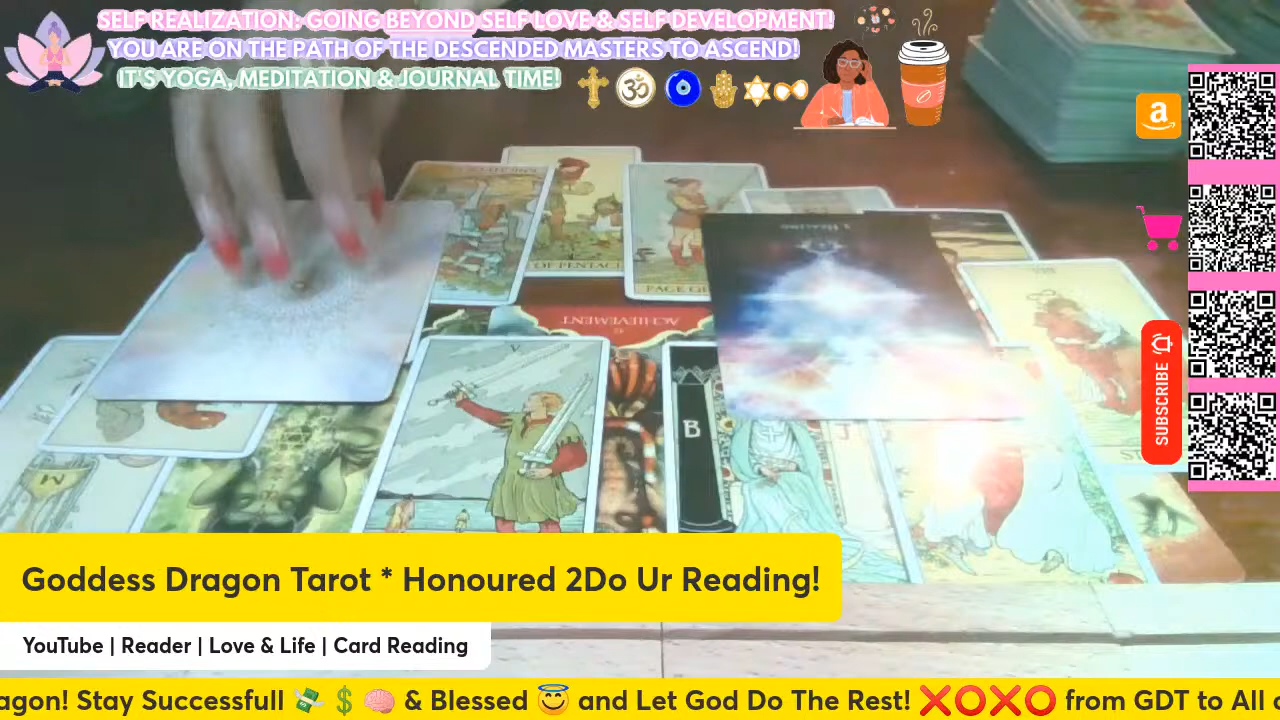 SELF REALIZATION: GOING BEYOND SELF LOVE & SELF DEVELOPMENT!
YOU ARE ON THE PATH OF THE DESCENDED MASTERS TO ASCEND!
IT'S YOGA, MEDITATION & JOURNAL TIME!
ॐ
a
OF PENTAC
PAGE O
ACHIEVEMENT
V
B
J
M
SUBSCRIBE
Goddess Dragon Tarot * Honoured 2Do Ur Reading!
YouTube | Reader | Love & Life | Card Reading
agon! Stay Successfull 💸 💲 🧠 & Blessed 😇 and Let God Do The Rest! ❌⭕❌⭕ from GDT to All